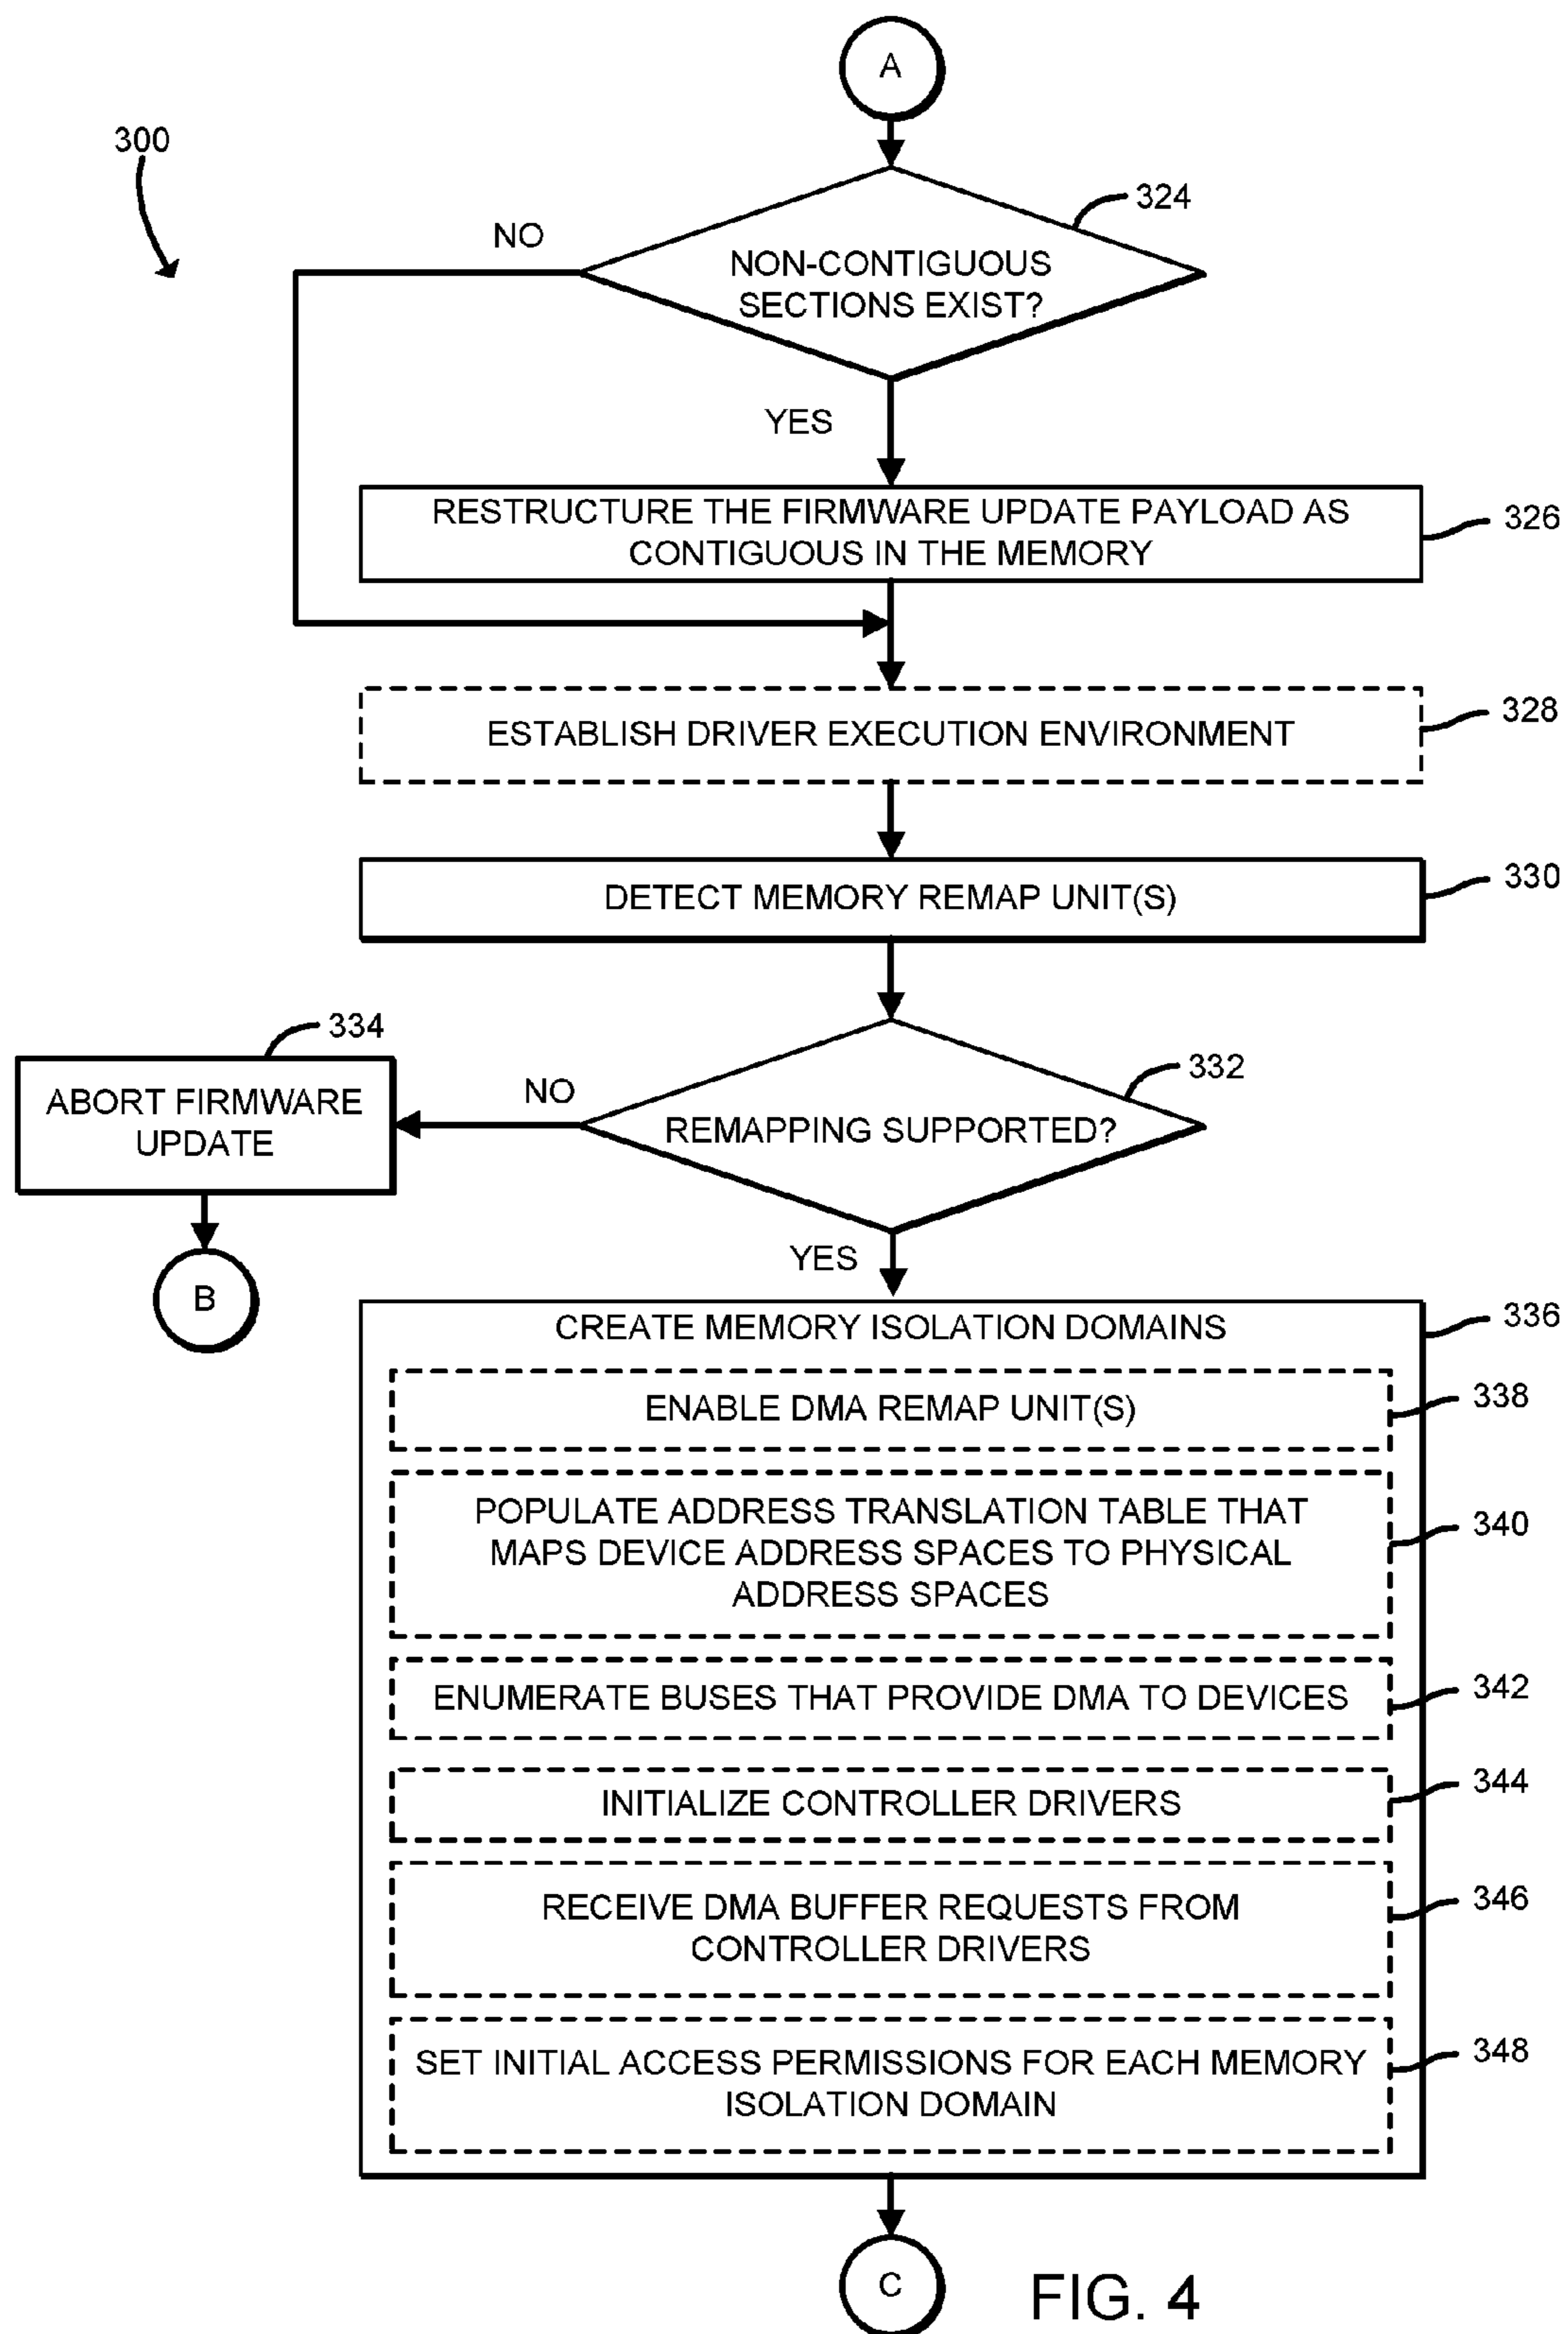 A
300
324
NO
NON-CONTIGUOUS
SECTIONS EXIST?
YES
RESTRUCTURE THE FIRMWARE UPDATE PAYLOAD AS
CONTIGUOUS IN THE MEMORY
326
ESTABLISH DRIVER EXECUTION ENVIRONMENT
328
DETECT MEMORY REMAP UNIT(S)
330
334
ABORT FIRMWARE
UPDATE
NO
332
REMAPPING SUPPORTED?
YES
B
CREATE MEMORY ISOLATION DOMAINS
336
ENABLE DMA REMAP UNIT(S)
338
POPULATE ADDRESS TRANSLATION TABLE THAT
MAPS DEVICE ADDRESS SPACES TO PHYSICAL
ADDRESS SPACES
340
ENUMERATE BUSES THAT PROVIDE DMA TO DEVICES
342
INITIALIZE CONTROLLER DRIVERS
344
RECEIVE DMA BUFFER REQUESTS FROM
CONTROLLER DRIVERS
346
SET INITIAL ACCESS PERMISSIONS FOR EACH MEMORY
ISOLATION DOMAIN
348
C
FIG. 4